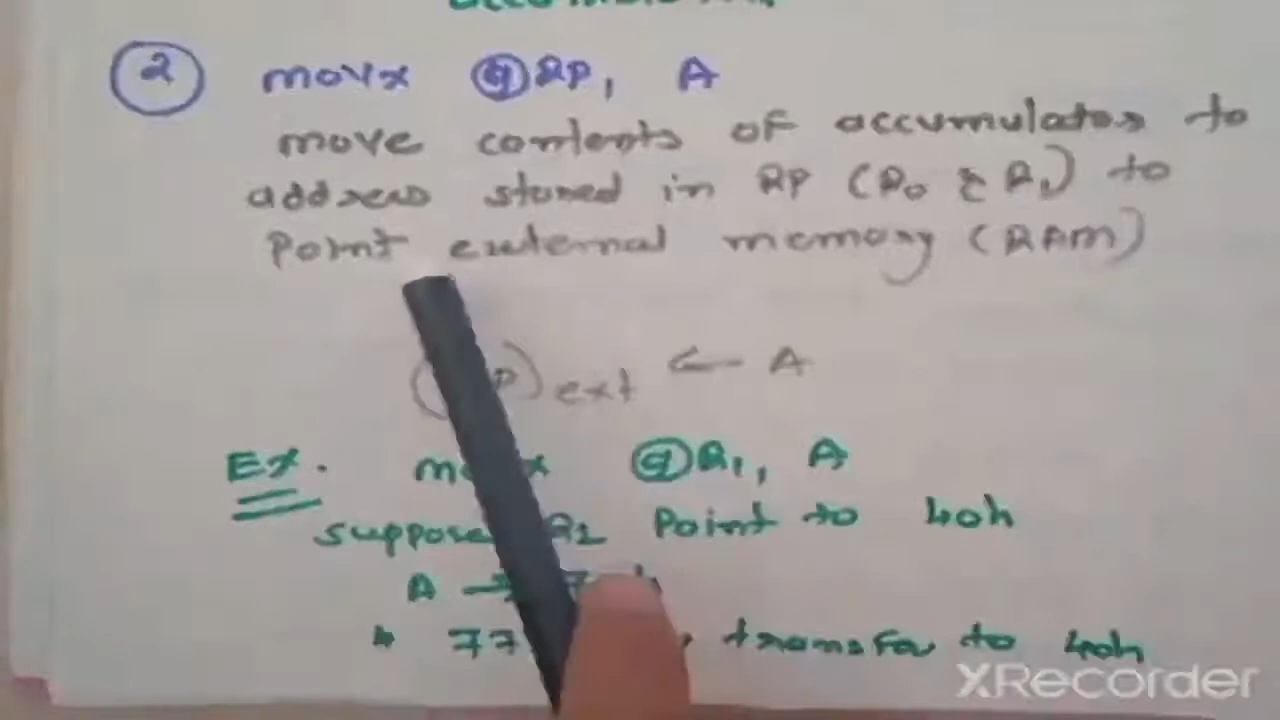 2 movx @RP, A
move contents of accumulator to
address stored in RP (R0 & R1) to
Point external memory (RAM)
ext ← A
Ex. @R1, A
suppose R1 Point to 40h
A →
77 transfer to 40h
XRecorder